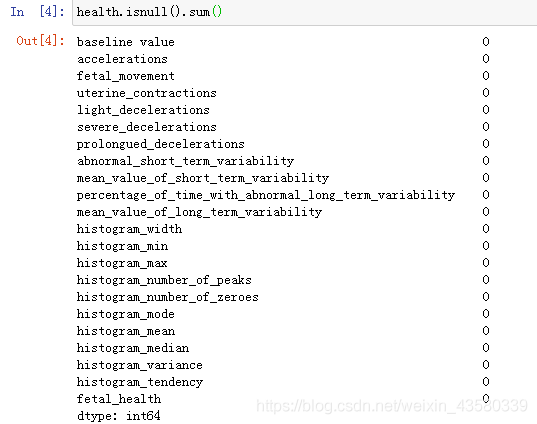 In [4]: health.isnull().sum()
Out[4]: baseline value 0
accelerations 0
fetal_movement 0
uterine_contractions 0
light_decelerations 0
severe_decelerations 0
prolongued_decelerations 0
abnormal_short_term_variability 0
mean_value_of_short_term_variability 0
percentage_of_time_with_abnormal_long_term_variability 0
mean_value_of_long_term_variability 0
histogram_width 0
histogram_min 0
histogram_max 0
histogram_number_of_peaks 0
histogram_number_of_zeroes 0
histogram_mode 0
histogram_mean 0
histogram_median 0
histogram_variance 0
histogram_tendency 0
fetal_health 0
dtype: int64
https://blog.csdn.net/weixin_43580339